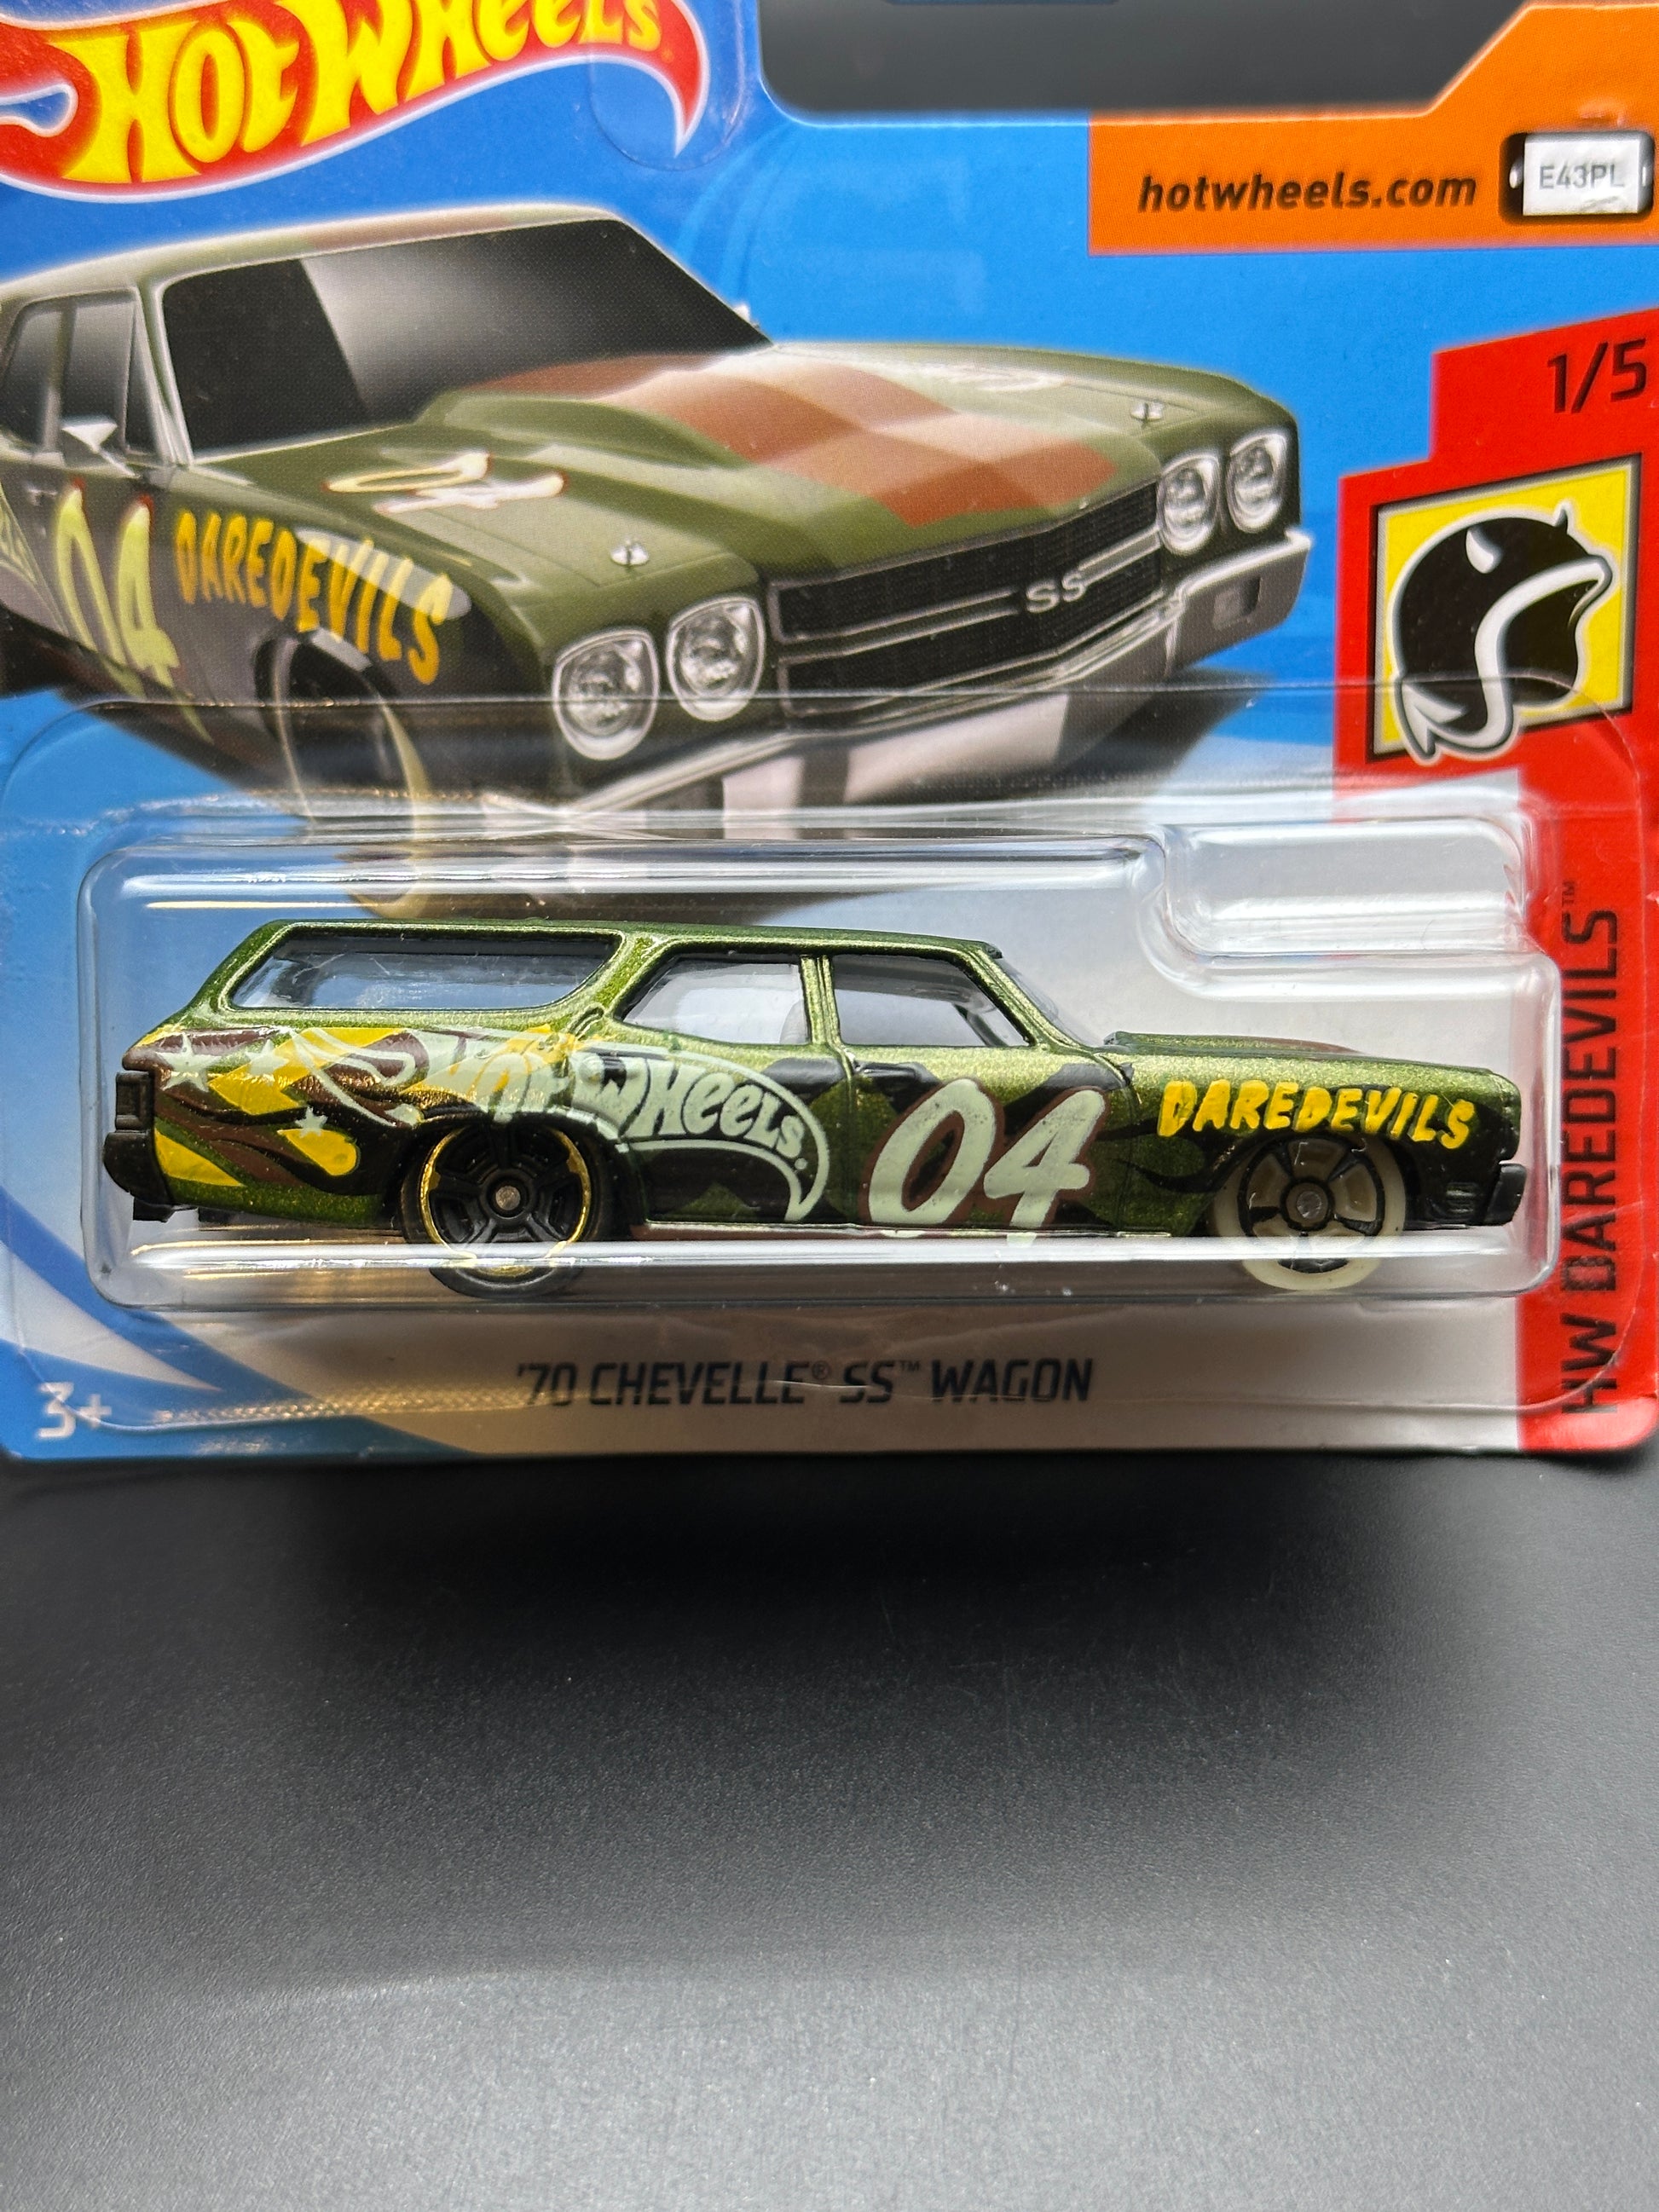 HOT WHEELS
hotwheels.com
E43PL
1/5
04
04
DAREDEVILS
SS
HOT WHEELS.
04
DAREDEVILS
HW DAREDEVILS™
'70 CHEVELLE® SS™ WAGON
3+